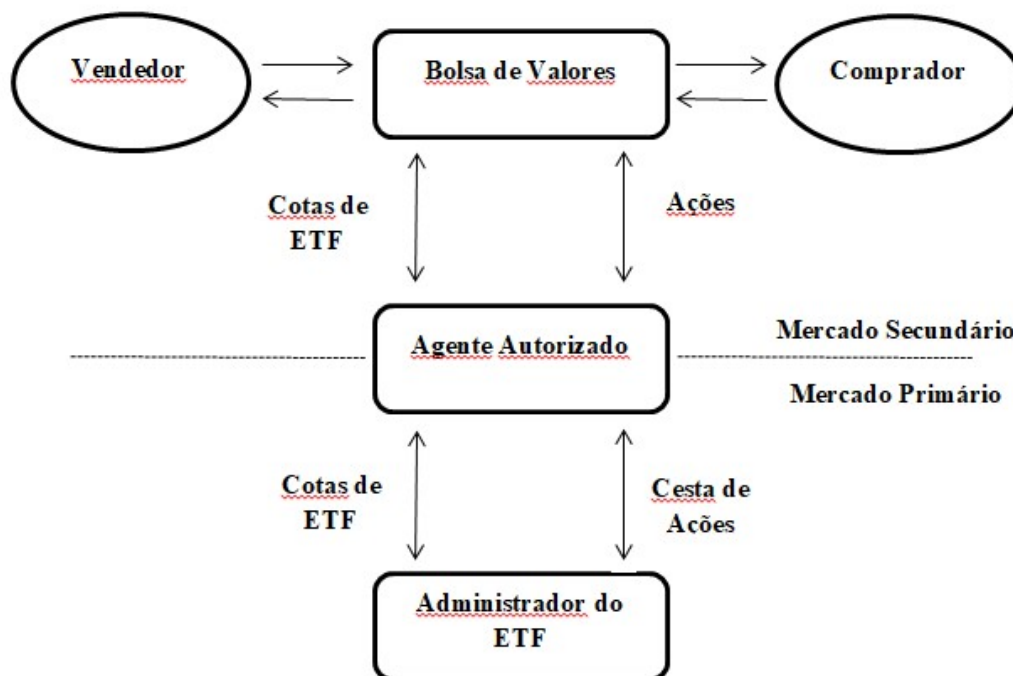 Vendedor
Bolsa de Valores
Comprador
Cotas de
ETF
Ações
Agente Autorizado
Mercado Secundário
Mercado Primário
Cotas de
ETF
Cesta de
Ações
Administrador do
ETF